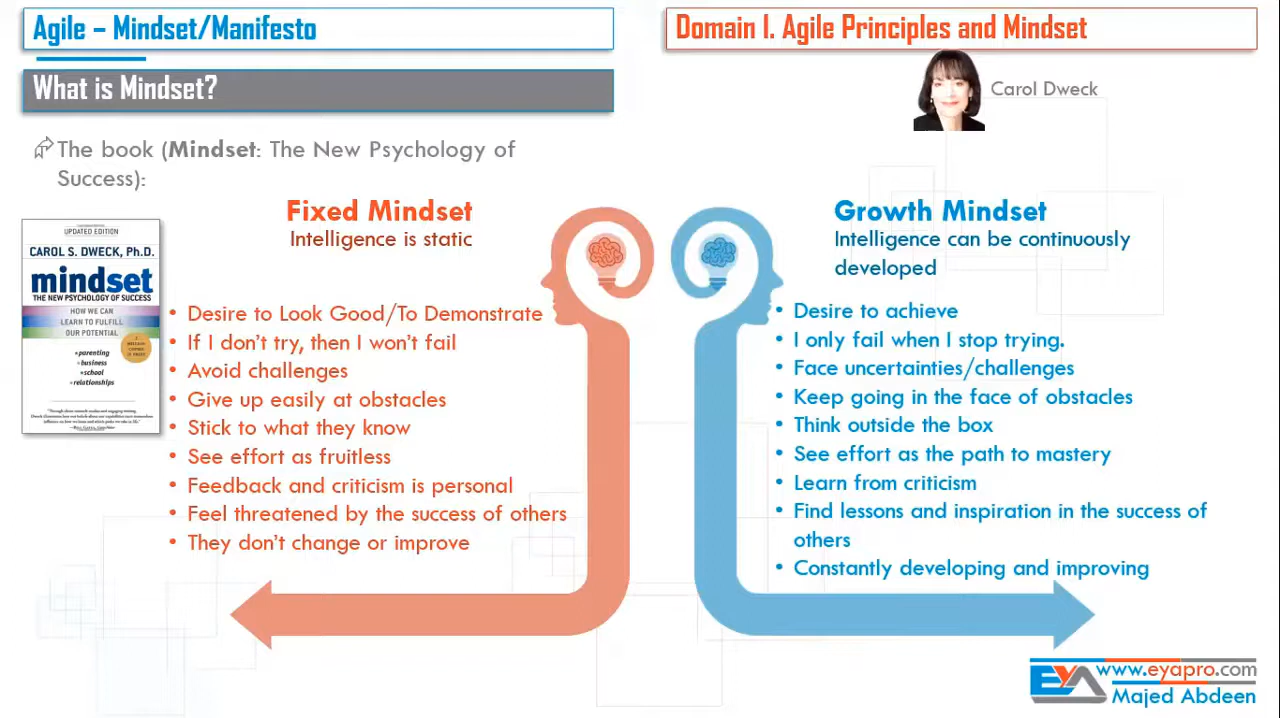 Agile – Mindset/Manifesto
Domain I. Agile Principles and Mindset
What is Mindset?
Carol Dweck
The book (Mindset: The New Psychology of
Success):
UPDATED EDITION
CAROL S. DWECK, Ph.D.
mindset
THE NEW PSYCHOLOGY OF SUCCESS
HOW WE CAN
LEARN TO FULFILL
OUR POTENTIAL
parenting
business
school
relationships
Fixed Mindset
Intelligence is static
• Desire to Look Good/To Demonstrate
• If I don't try, then I won't fail
• Avoid challenges
• Give up easily at obstacles
• Stick to what they know
• See effort as fruitless
• Feedback and criticism is personal
• Feel threatened by the success of others
• They don't change or improve
Growth Mindset
Intelligence can be continuously
developed
• Desire to achieve
• I only fail when I stop trying.
• Face uncertainties/challenges
• Keep going in the face of obstacles
• Think outside the box
• See effort as the path to mastery
• Learn from criticism
• Find lessons and inspiration in the success of
others
• Constantly developing and improving
EYA www.eyapro.com
Majed Abdeen